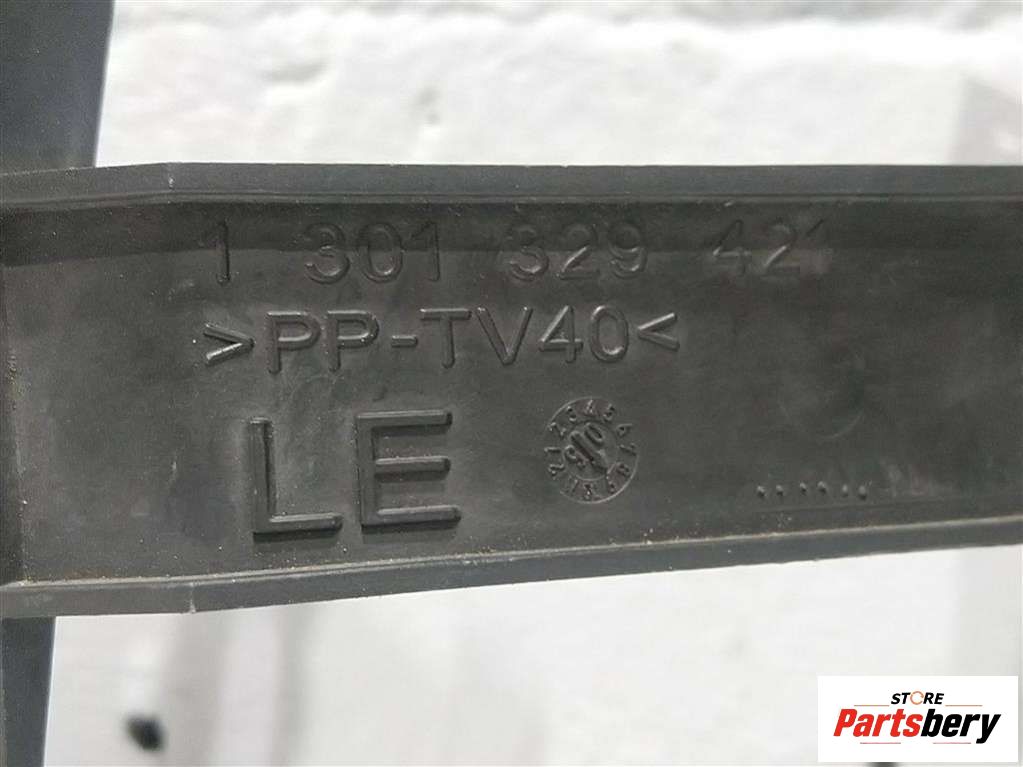 1 301 329 421
>PP-TV40<
LE
STORE
Partsbery